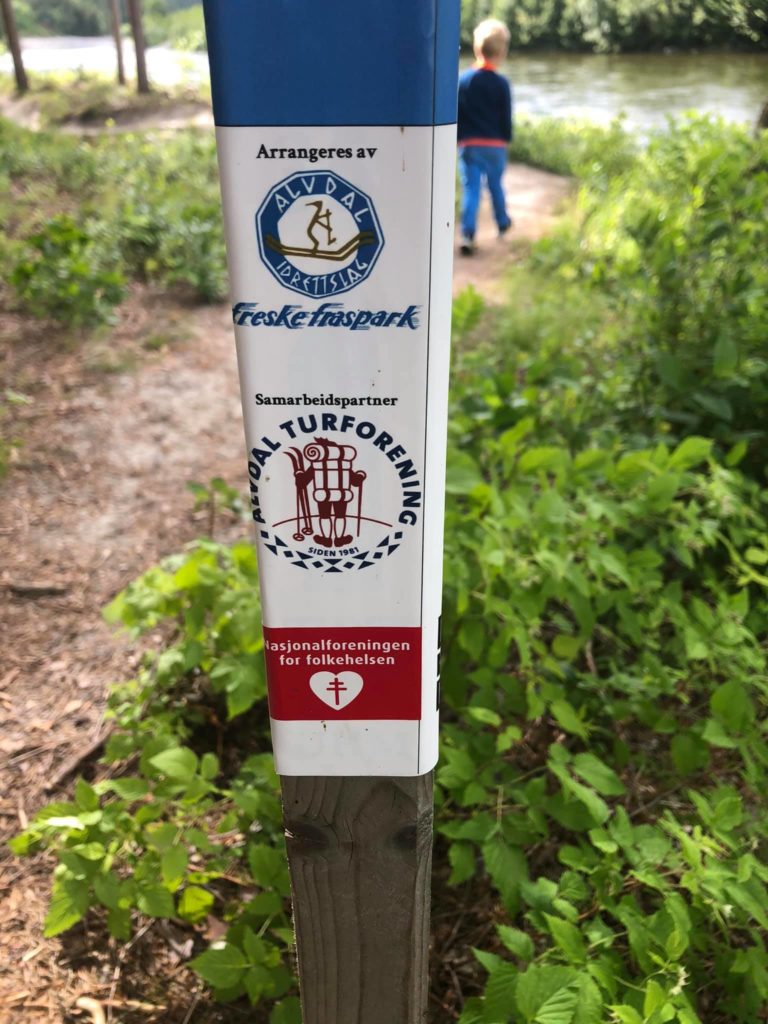 Arrangeres av
ALVDAL
IDRETTSLAG
freske fraspark
Samarbeidspartner
ALVDAL TURFORENING
SIDEN 1981
Nasjonalforeningen
for folkehelsen